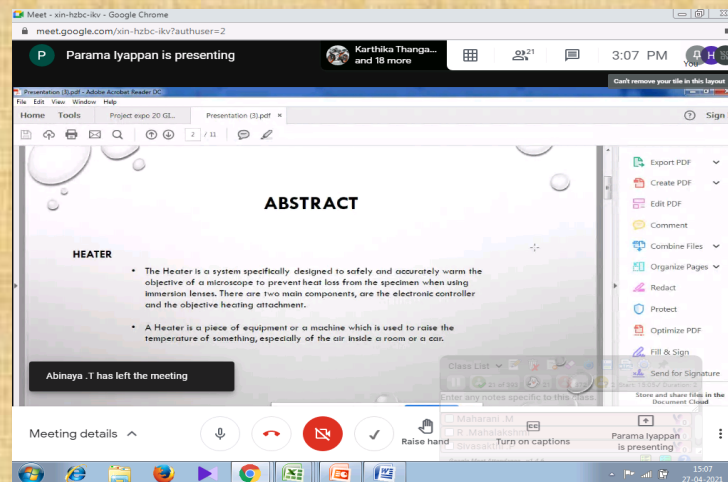 Meet - xin-hzbc-ikv - Google Chrome
meet.google.com/xin-hzbc-ikv?authuser=2
P Parama Iyappan is presenting
Karthika Thanga...
and 18 more
21
3:07 PM
You
H
Can't remove your tile in this layout
Presentation (3).pdf - Adobe Acrobat Reader DC
File Edit View Window Help
Home Tools Project expo 20 GI... Presentation (3).pdf × Sign
2 / 11
ABSTRACT
HEATER
• The Heater is a system specifically designed to safely and accurately warm the
objective of a microscope to prevent heat loss from the specimen when using
immersion lenses. There are two main components, are the electronic controller
and the objective heating attachment.
• A Heater is a piece of equipment or a machine which is used to raise the
temperature of something, especially of the air inside a room or a car.
Export PDF
Create PDF
Edit PDF
Comment
Combine Files
Organize Pages
Redact
Protect
Optimize PDF
Fill & Sign
Send for Signature
Store and share files in the
Document Cloud
Abinaya .T has left the meeting
Class List
Enter any notes specific to this class.
Maharani .M
R Mahalakshmi
Meeting details
Raise hand
Turn on captions
Parama Iyappan
is presenting
15:07
27-04-2021